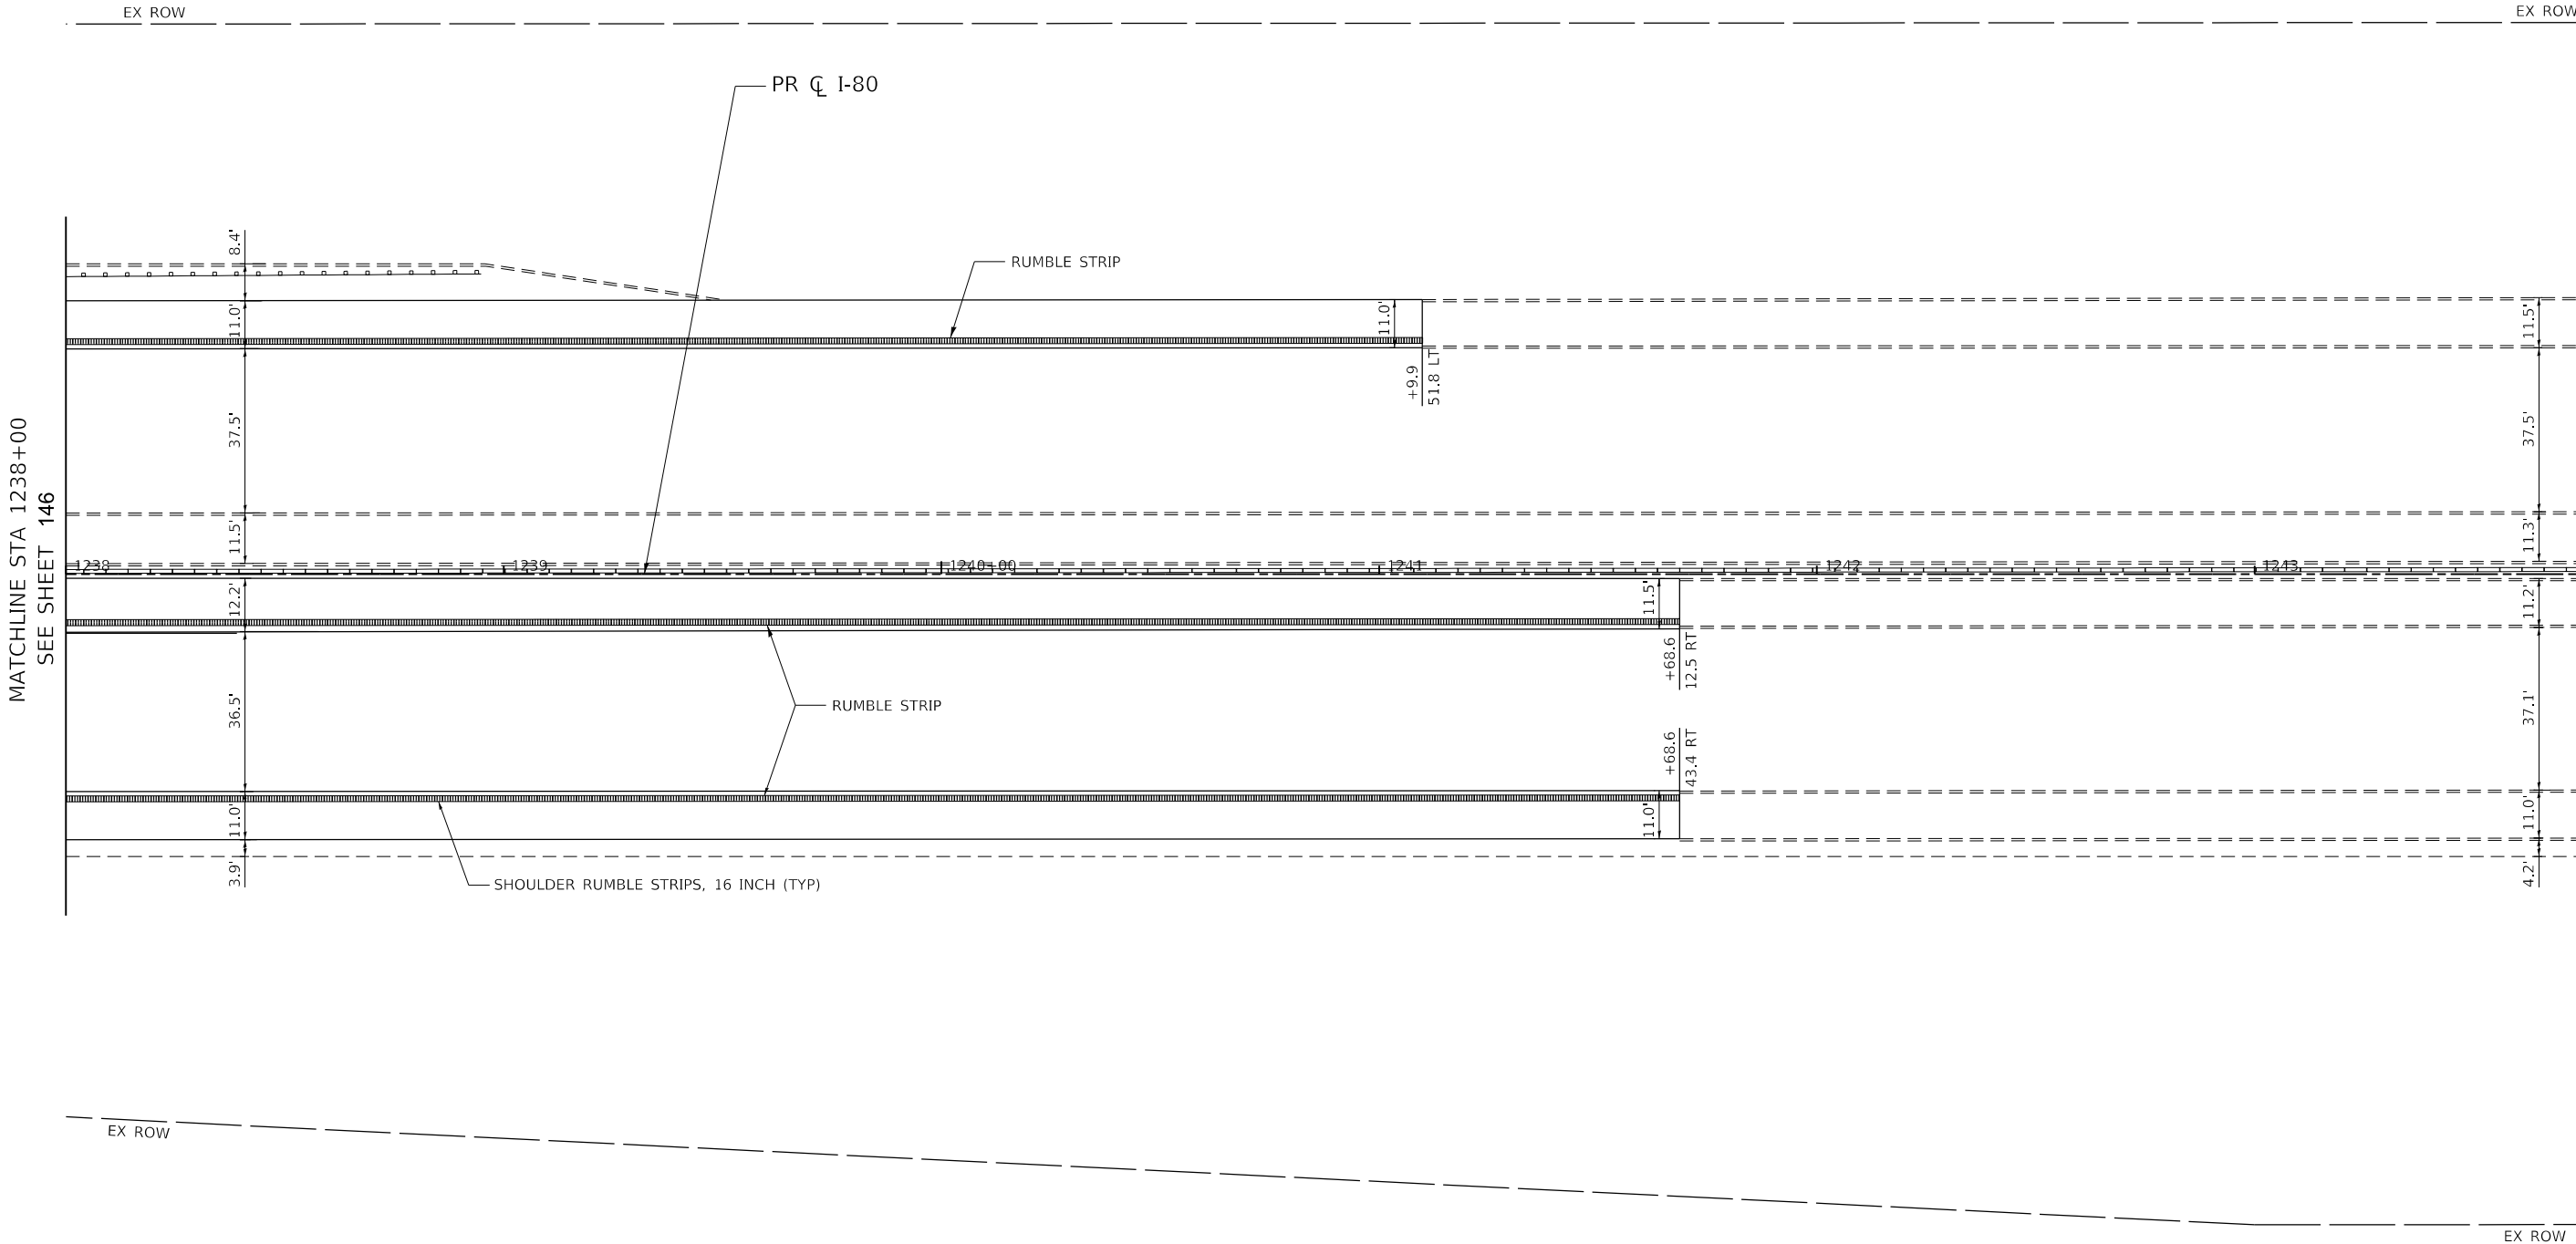 EX ROW
EX ROW
PR ℄ I-80
8.4'
RUMBLE STRIP
11.0'
11.0'
11.5'
+9.9
51.8 LT
37.5'
37.5'
MATCHLINE STA 1238+00
SEE SHEET 146
11.5'
11.3'
1238
1239
1240+00
1241
1242
1243
12.2'
11.5'
11.2'
+68.6
12.5 RT
36.5'
RUMBLE STRIP
37.1'
+68.6
43.4 RT
11.0'
11.0'
11.0'
3.9'
SHOULDER RUMBLE STRIPS, 16 INCH (TYP)
4.2'
EX ROW
EX ROW